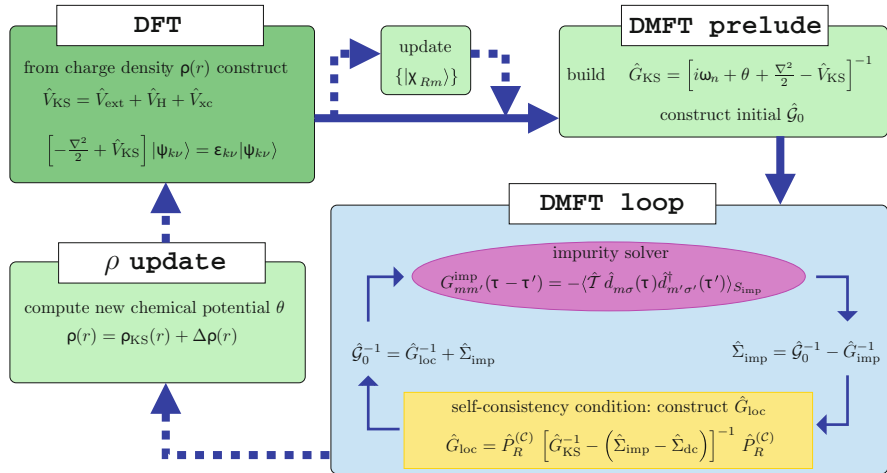 DFT
from charge density ρ(r) construct
V̂_KS = V̂_ext + V̂_H + V̂_xc
[−∇²/2 + V̂_KS] |ψ_kν⟩ = ε_kν|ψ_kν⟩
update
{|χ_Rm⟩}
DMFT prelude
build Ĝ_KS = [iω_n + θ + ∇²/2 − V̂_KS]^−1
construct initial 𝒢̂_0
DMFT loop
impurity solver
G^imp_mm′(τ − τ′) = −⟨𝒯̂ d̂_mσ(τ) d̂†_m′σ′(τ′)⟩_S_imp
𝒢̂_0^−1 = Ĝ_loc^−1 + Σ̂_imp
Σ̂_imp = 𝒢̂_0^−1 − Ĝ_imp^−1
self-consistency condition: construct Ĝ_loc
Ĝ_loc = P̂_R^(𝒞) [Ĝ_KS^−1 − (Σ̂_imp − Σ̂_dc)]^−1 P̂_R^(𝒞)
ρ update
compute new chemical potential θ
ρ(r) = ρ_KS(r) + Δρ(r)